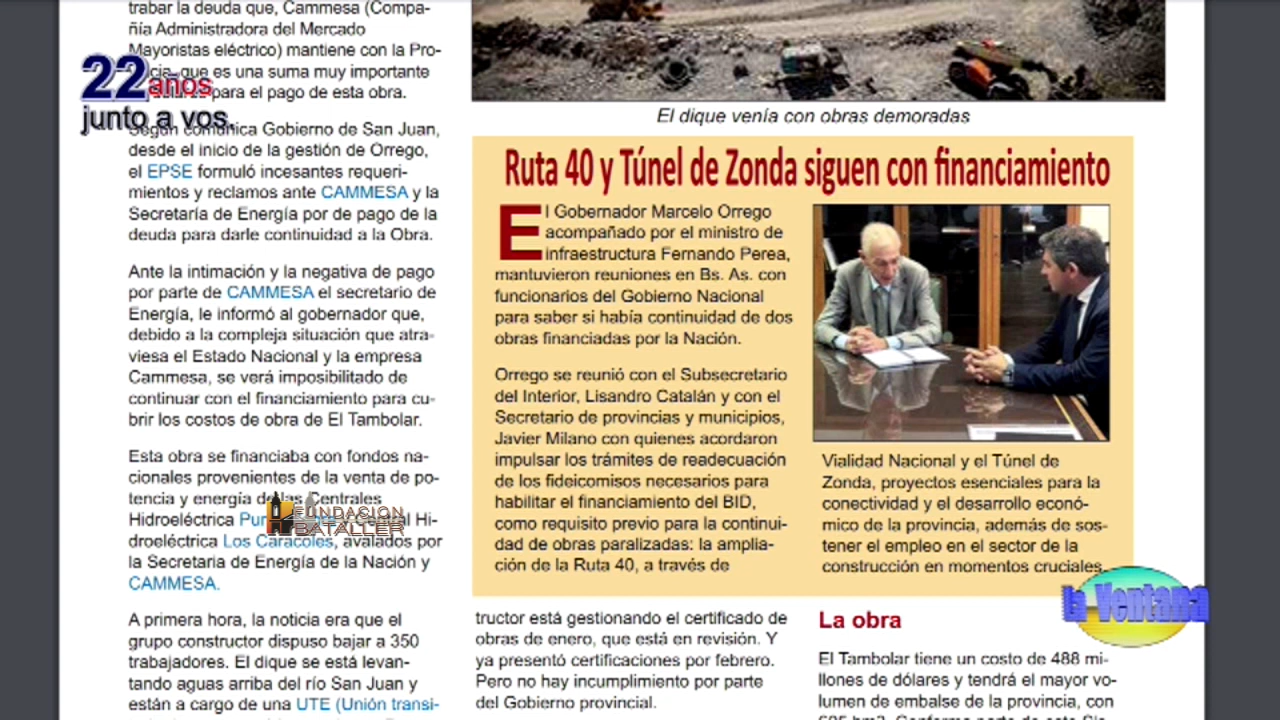 trabar la deuda que, Cammesa (Compa-
ñía Administradora del Mercado
Mayoristas eléctrico) mantiene con la Pro-
que es una suma muy importante
para el pago de esta obra.
22 años
junto a vos.
Según comunica Gobierno de San Juan,
desde el inicio de la gestión de Orrego,
el EPSE formuló incesantes requeri-
mientos y reclamos ante CAMMESA y la
Secretaría de Energía por de pago de la
deuda para darle continuidad a la Obra.
Ante la intimación y la negativa de pago
por parte de CAMMESA el secretario de
Energía, le informó al gobernador que,
debido a la compleja situación que atra-
viesa el Estado Nacional y la empresa
Cammesa, se verá imposibilitado de
continuar con el financiamiento para cu-
brir los costos de obra de El Tambolar.
Esta obra se financiaba con fondos na-
cionales provenientes de la venta de po-
tencia y energía de las Centrales
Hidroeléctrica Hi-
droeléctrica Los Caracoles, avalados por
la Secretaria de Energía de la Nación y
CAMMESA.
FUNDACION
BATALLER
A primera hora, la noticia era que el
grupo constructor dispuso bajar a 350
trabajadores. El dique se está levan-
tando aguas arriba del río San Juan y
están a cargo de una UTE (Unión transi-
El dique venía con obras demoradas
Ruta 40 y Túnel de Zonda siguen con financiamiento
El Gobernador Marcelo Orrego
acompañado por el ministro de
infraestructura Fernando Perea,
mantuvieron reuniones en Bs. As. con
funcionarios del Gobierno Nacional
para saber si había continuidad de dos
obras financiadas por la Nación.
Orrego se reunió con el Subsecretario
del Interior, Lisandro Catalán y con el
Secretario de provincias y municipios,
Javier Milano con quienes acordaron
impulsar los trámites de readecuación
de los fideicomisos necesarios para
habilitar el financiamiento del BID,
como requisito previo para la continui-
dad de obras paralizadas: la amplia-
ción de la Ruta 40, a través de
Vialidad Nacional y el Túnel de
Zonda, proyectos esenciales para la
conectividad y el desarrollo econó-
mico de la provincia, además de sos-
tener el empleo en el sector de la
construcción en momentos cruciales.
la Ventana
tructor está gestionando el certificado de
obras de enero, que está en revisión. Y
ya presentó certificaciones por febrero.
Pero no hay incumplimiento por parte
del Gobierno provincial.
La obra
El Tambolar tiene un costo de 488 mi-
llones de dólares y tendrá el mayor vo-
lumen de embalse de la provincia, con